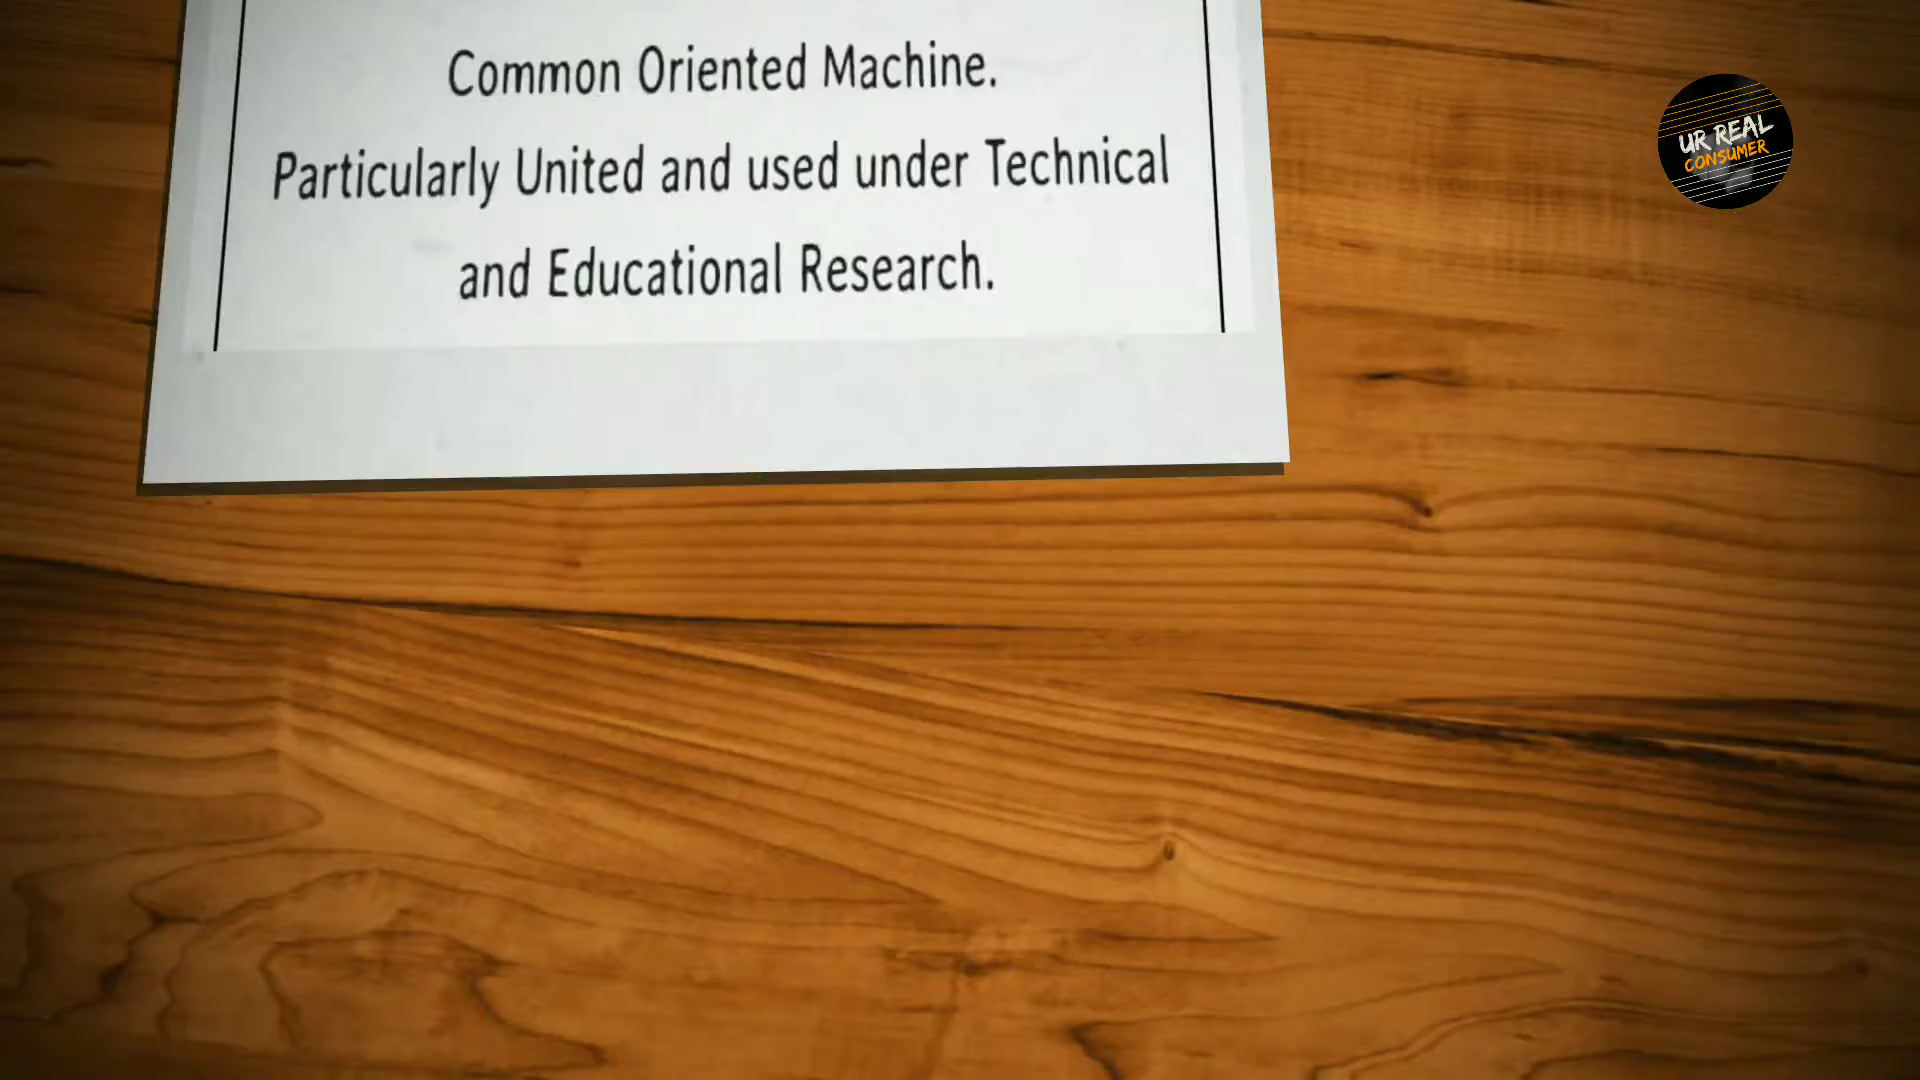 Common Oriented Machine.
Particularly United and used under Technical
and Educational Research.
UR REAL
CONSUMER